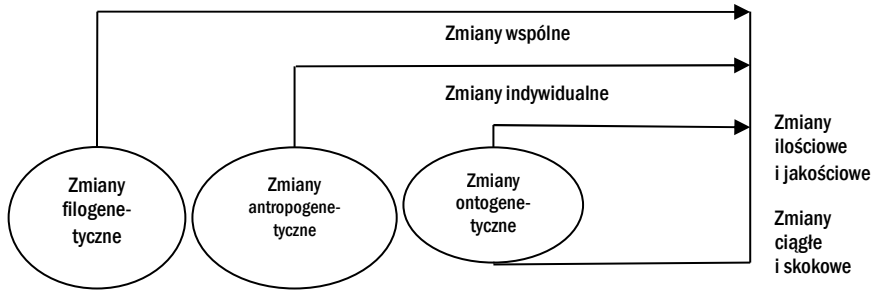 Zmiany wspólne
Zmiany indywidualne
Zmiany
filogene-
tyczne
Zmiany
antropogene-
tyczne
Zmiany
ontogene-
tyczne
Zmiany
ilościowe
i jakościowe
Zmiany
ciągłe
i skokowe